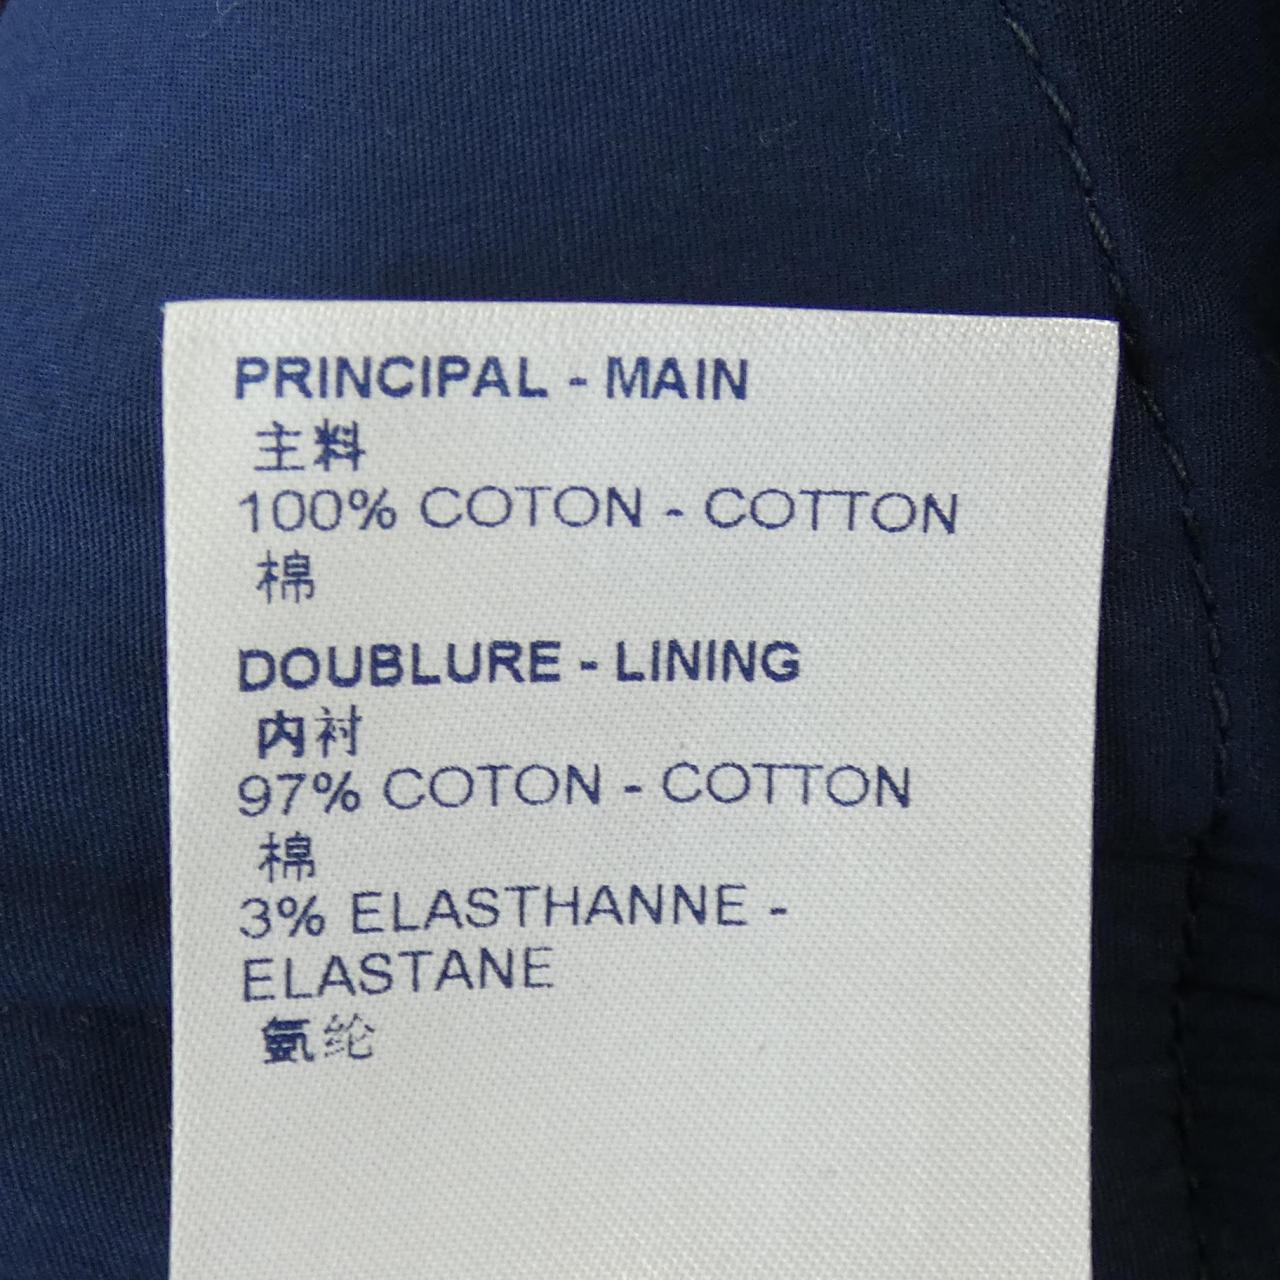 PRINCIPAL - MAIN
主料
100% COTON - COTTON
棉
DOUBLURE - LINING
内衬
97% COTON - COTTON
棉
3% ELASTHANNE -
ELASTANE
氨纶